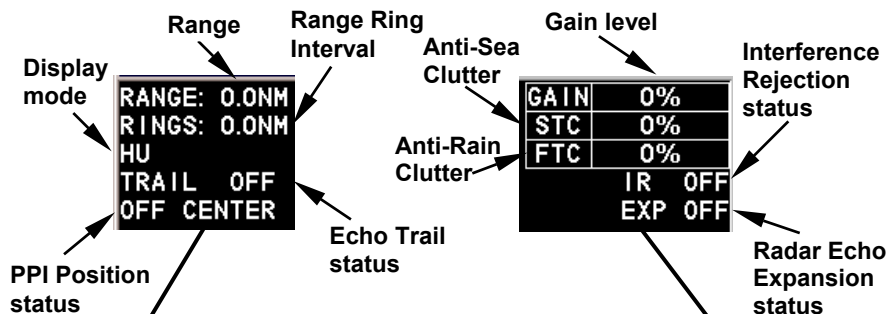 Range
Range Ring
Interval
Display
mode
RANGE: 0.0NM
RINGS: 0.0NM
HU
TRAIL OFF
OFF CENTER
PPI Position
status
Echo Trail
status
Gain level
Anti-Sea
Clutter
Anti-Rain
Clutter
Interference
Rejection
status
GAIN 0%
STC 0%
FTC 0%
IR OFF
EXP OFF
Radar Echo
Expansion
status